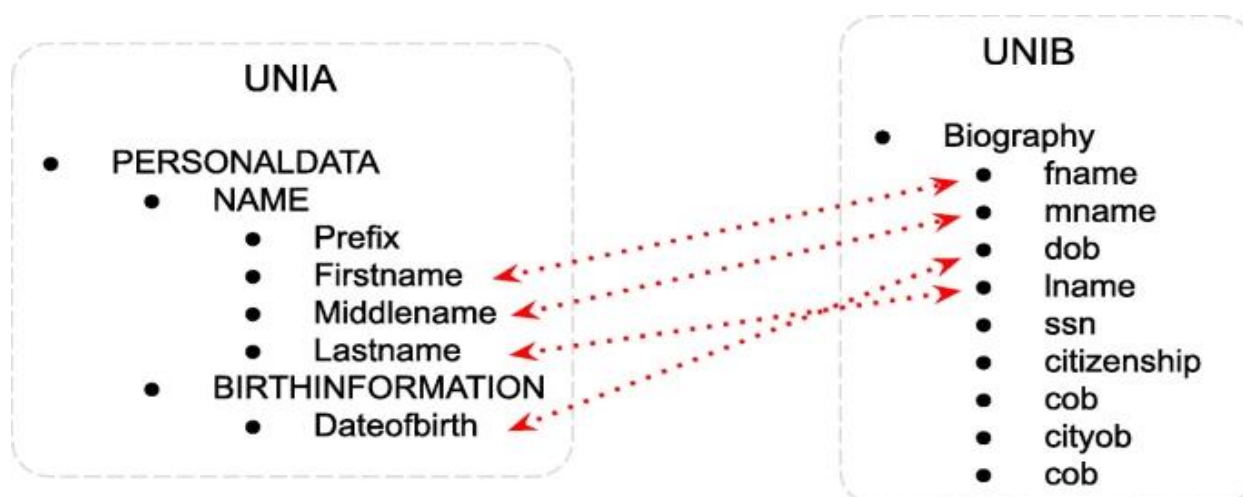 UNIA
• PERSONALDATA
• NAME
• Prefix
• Firstname
• Middlename
• Lastname
• BIRTHINFORMATION
• Dateofbirth
UNIB
• Biography
• fname
• mname
• dob
• lname
• ssn
• citizenship
• cob
• cityob
• cob